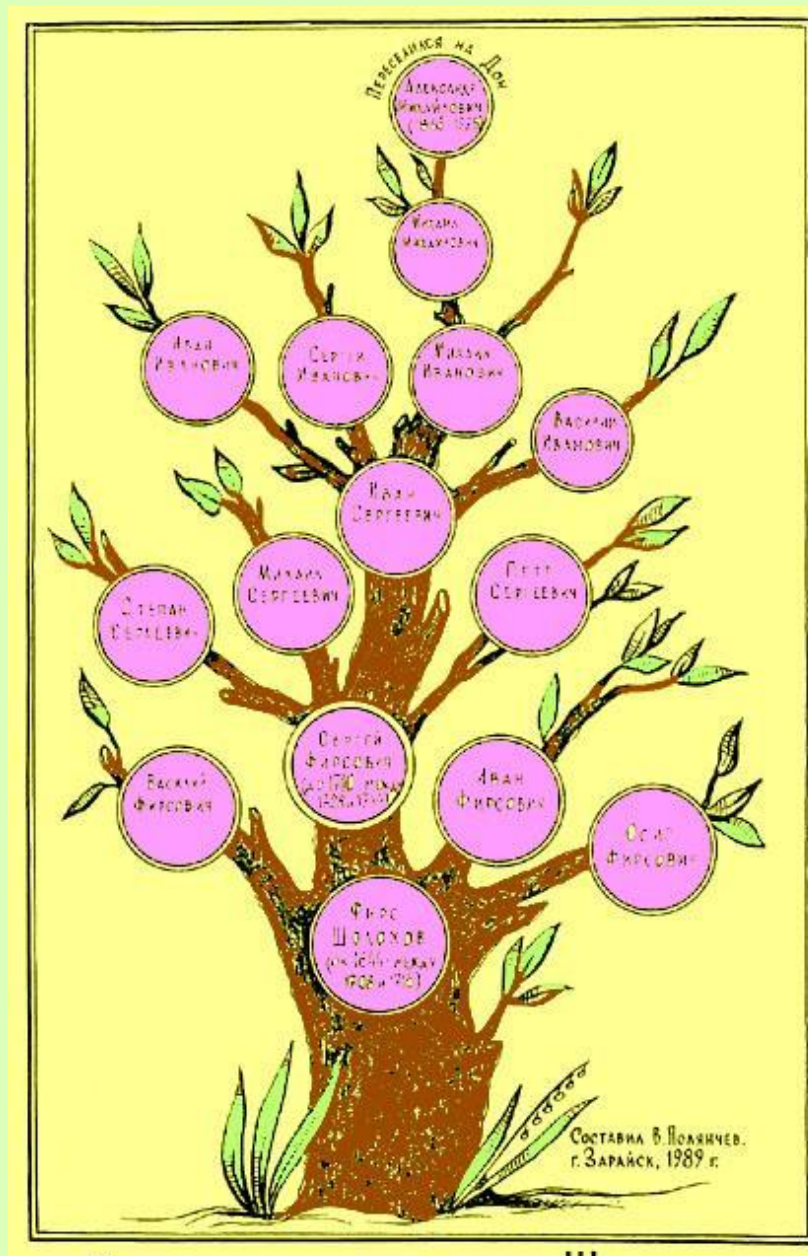 Переселился на Дон
Александр
Михайлович
Михаил
Михайлович
Иван
Иванович
Сергей
Иванович
Михаил
Иванович
Василий
Иванович
Иван
Сергеевич
Степан
Сергеевич
Михаил
Сергеевич
Петр
Сергеевич
Василий
Фирсович
Сергей
Фирсович
Иван
Фирсович
Осип
Фирсович
Фирс
Шолохов
Составил В. Полянчев.
г. Зарайск, 1989 г.